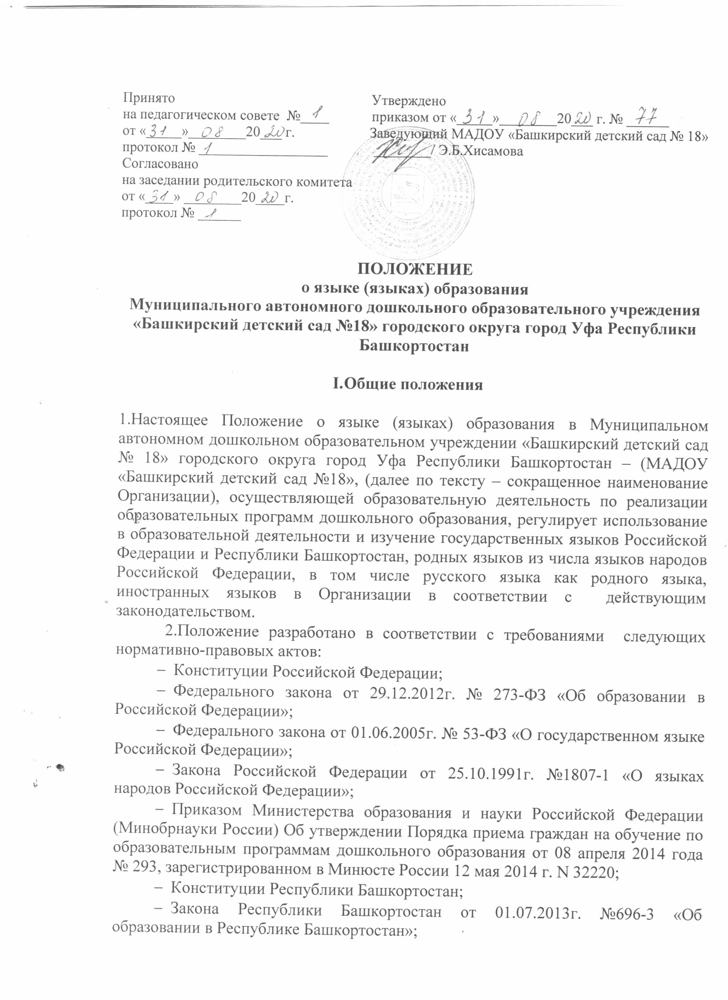 Принято
на педагогическом совете №1
от «31» 08 2020г.
протокол № 1
Согласовано
на заседании родительского комитета
от «31» 08 2020г.
протокол № 1
Утверждено
приказом от «31» 08 2020 г. № 77
Заведующий МАДОУ «Башкирский детский сад № 18»
/ Э.Б.Хисамова
ПОЛОЖЕНИЕ
о языке (языках) образования
Муниципального автономного дошкольного образовательного учреждения
«Башкирский детский сад №18» городского округа город Уфа Республики
Башкортостан
I.Общие положения
1.Настоящее Положение о языке (языках) образования в Муниципальном
автономном дошкольном образовательном учреждении «Башкирский детский сад
№ 18» городского округа город Уфа Республики Башкортостан – (МАДОУ
«Башкирский детский сад №18», (далее по тексту – сокращенное наименование
Организации), осуществляющей образовательную деятельность по реализации
образовательных программ дошкольного образования, регулирует использование
в образовательной деятельности и изучение государственных языков Российской
Федерации и Республики Башкортостан, родных языков из числа языков народов
Российской Федерации, в том числе русского языка как родного языка,
иностранных языков в Организации в соответствии с действующим
законодательством.
2.Положение разработано в соответствии с требованиями следующих
нормативно-правовых актов:
– Конституции Российской Федерации;
– Федерального закона от 29.12.2012г. № 273-ФЗ «Об образовании в
Российской Федерации»;
– Федерального закона от 01.06.2005г. № 53-ФЗ «О государственном языке
Российской Федерации»;
– Закона Российской Федерации от 25.10.1991г. №1807-1 «О языках
народов Российской Федерации»;
– Приказом Министерства образования и науки Российской Федерации
(Минобрнауки России) Об утверждении Порядка приема граждан на обучение по
образовательным программам дошкольного образования от 08 апреля 2014 года
№ 293, зарегистрированном в Минюсте России 12 мая 2014 г. N 32220;
– Конституции Республики Башкортостан;
– Закона Республики Башкортостан от 01.07.2013г. №696-З «Об
образовании в Республике Башкортостан»;